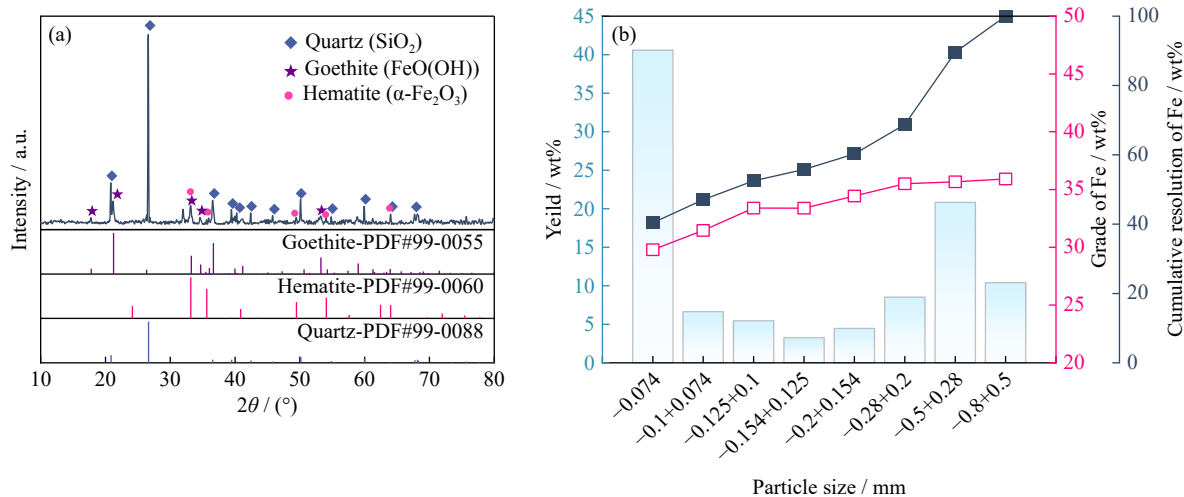 (a)
Quartz (SiO₂)
Goethite (FeO(OH))
Hematite (α-Fe₂O₃)
Intensity / a.u.
Goethite-PDF#99-0055
Hematite-PDF#99-0060
Quartz-PDF#99-0088
10 20 30 40 50 60 70 80
2θ / (°)
(b)
45
40
35
30
25
20
15
10
5
0
Yeild / wt%
50
45
40
35
30
25
20
Grade of Fe / wt%
100
80
60
40
20
0
Cumulative resolution of Fe / wt%
−0.074
−0.1+0.074
−0.125+0.1
−0.154+0.125
−0.2+0.154
−0.28+0.2
−0.5+0.28
−0.8+0.5
Particle size / mm